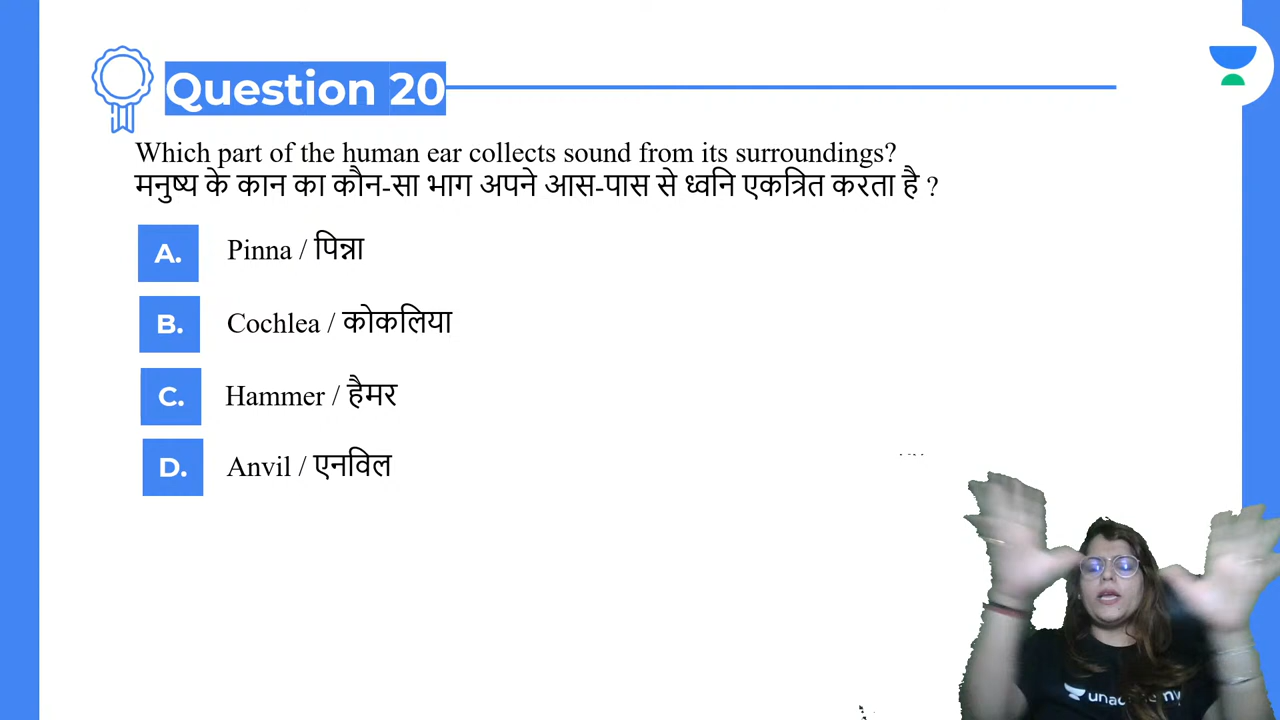 Question 20
Which part of the human ear collects sound from its surroundings?
मनुष्य के कान का कौन-सा भाग अपने आस-पास से ध्वनि एकत्रित करता है ?
A. Pinna / पिन्ना
B. Cochlea / कोकलिया
C. Hammer / हैमर
D. Anvil / एनविल